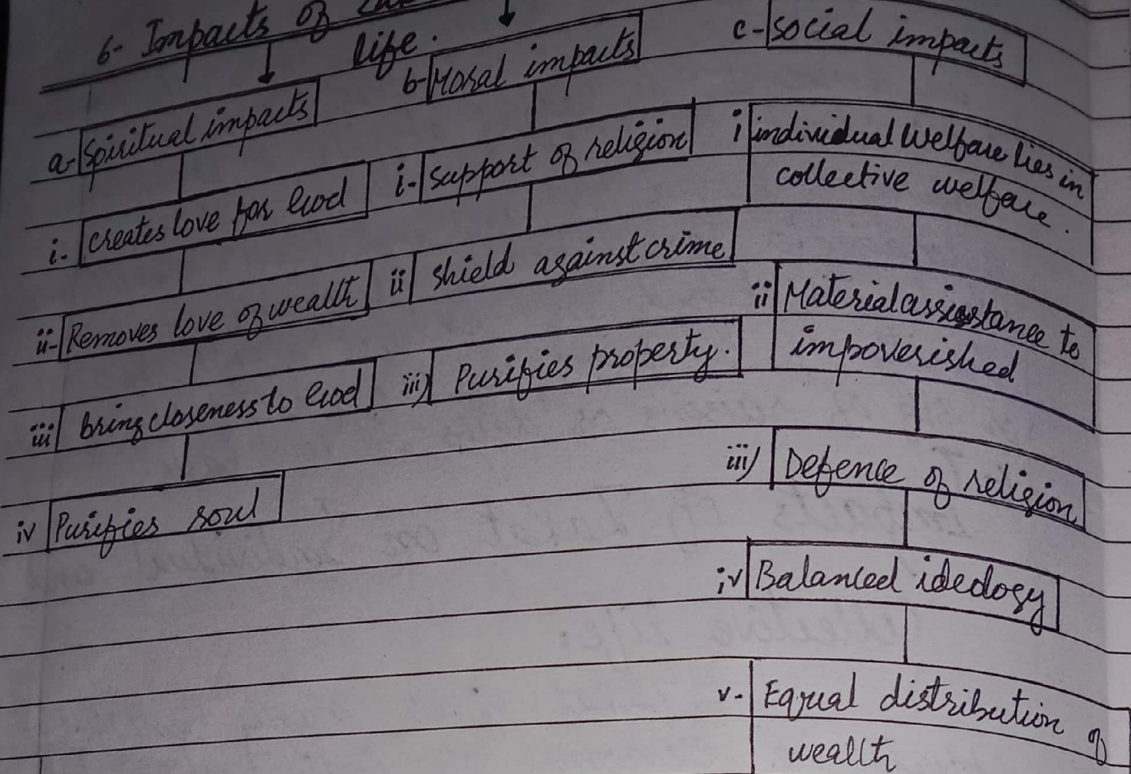 6- Impacts of
life.
a- Spiritual impacts
i- creates love for God
ii- Removes love of wealth
iii bring closeness to God
iv Purifies soul
b- Moral impacts
i- support of religion
ii shield against crime
iii) Purifies property.
c- social impacts
i individual welfare lies in
collective welfare.
ii Material assisstance to
impoverished
iii) Defence of religion
iv Balanced ideology
v- Equal distribution of
wealth